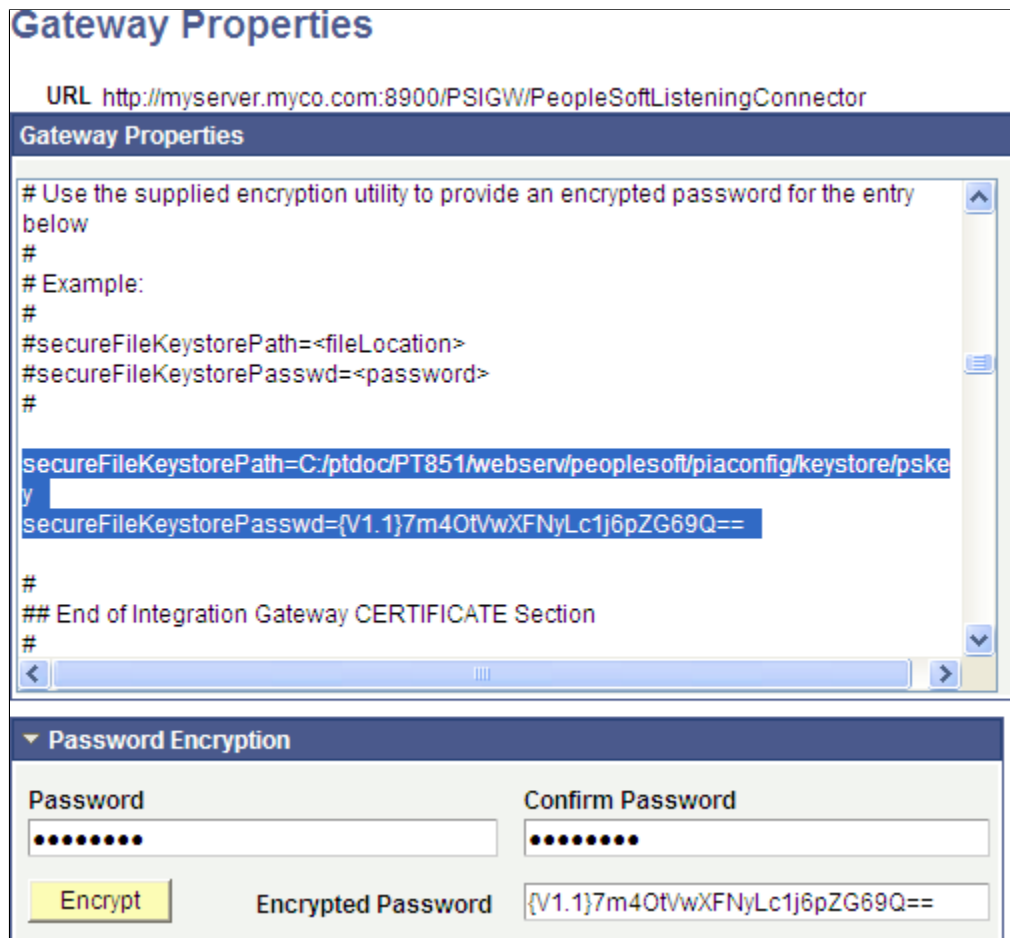 Gateway Properties
URL http://myserver.myco.com:8900/PSIGW/PeopleSoftListeningConnector
Gateway Properties
# Use the supplied encryption utility to provide an encrypted password for the entry
below
#
# Example:
#
#secureFileKeystorePath=<fileLocation>
#secureFileKeystorePasswd=<password>
#
secureFileKeystorePath=C:/ptdoc/PT851/webserv/peoplesoft/piaconfig/keystore/pske
y
secureFileKeystorePasswd={V1.1}7m4OtVwXFNyLc1j6pZG69Q==
#
## End of Integration Gateway CERTIFICATE Section
#
Password Encryption
Password Confirm Password
•••••••• ••••••••
Encrypt Encrypted Password {V1.1}7m4OtVwXFNyLc1j6pZG69Q==